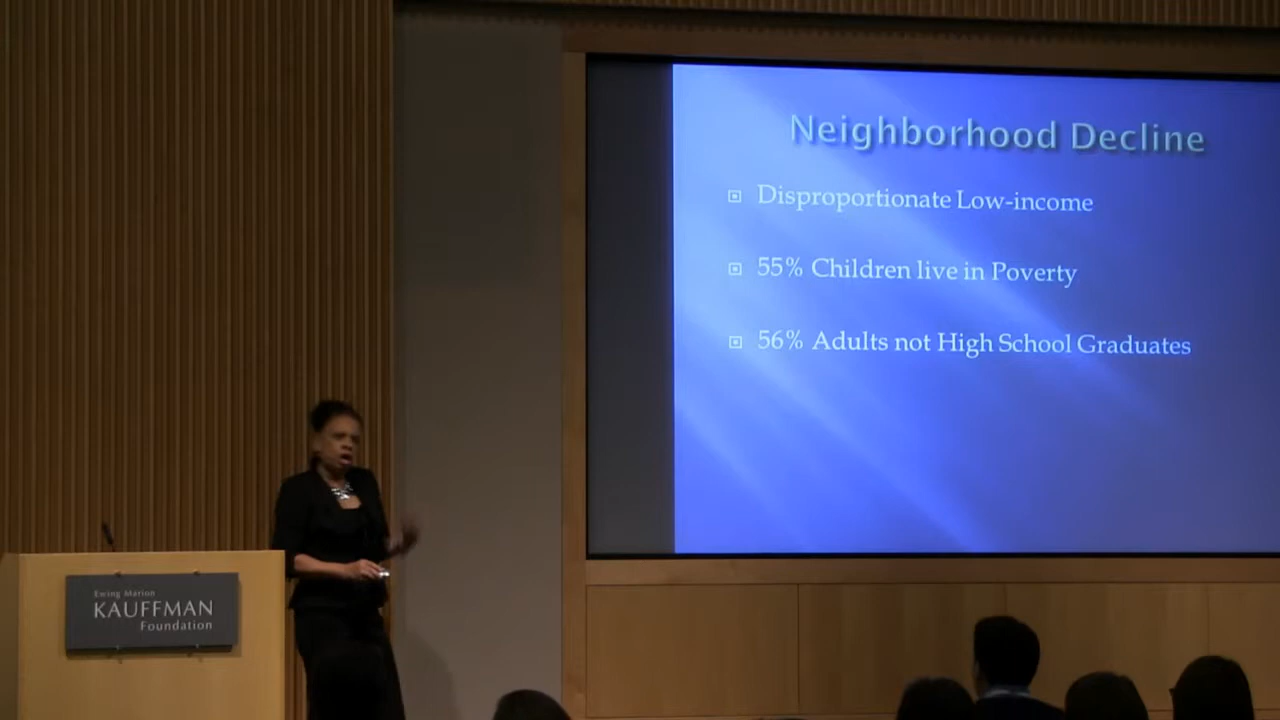 Neighborhood Decline
Disproportionate Low-income
55% Children live in Poverty
56% Adults not High School Graduates
Ewing Marion
KAUFFMAN
Foundation